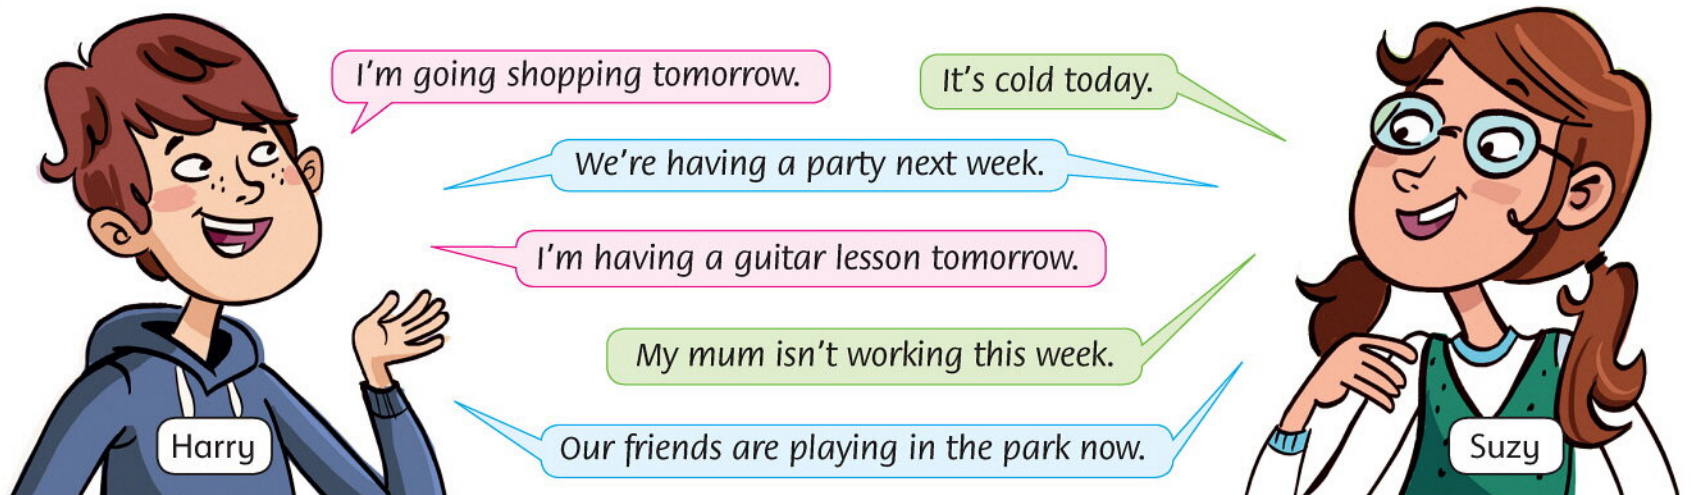 I'm going shopping tomorrow.
It's cold today.
We're having a party next week.
I'm having a guitar lesson tomorrow.
My mum isn't working this week.
Our friends are playing in the park now.
Harry
Suzy